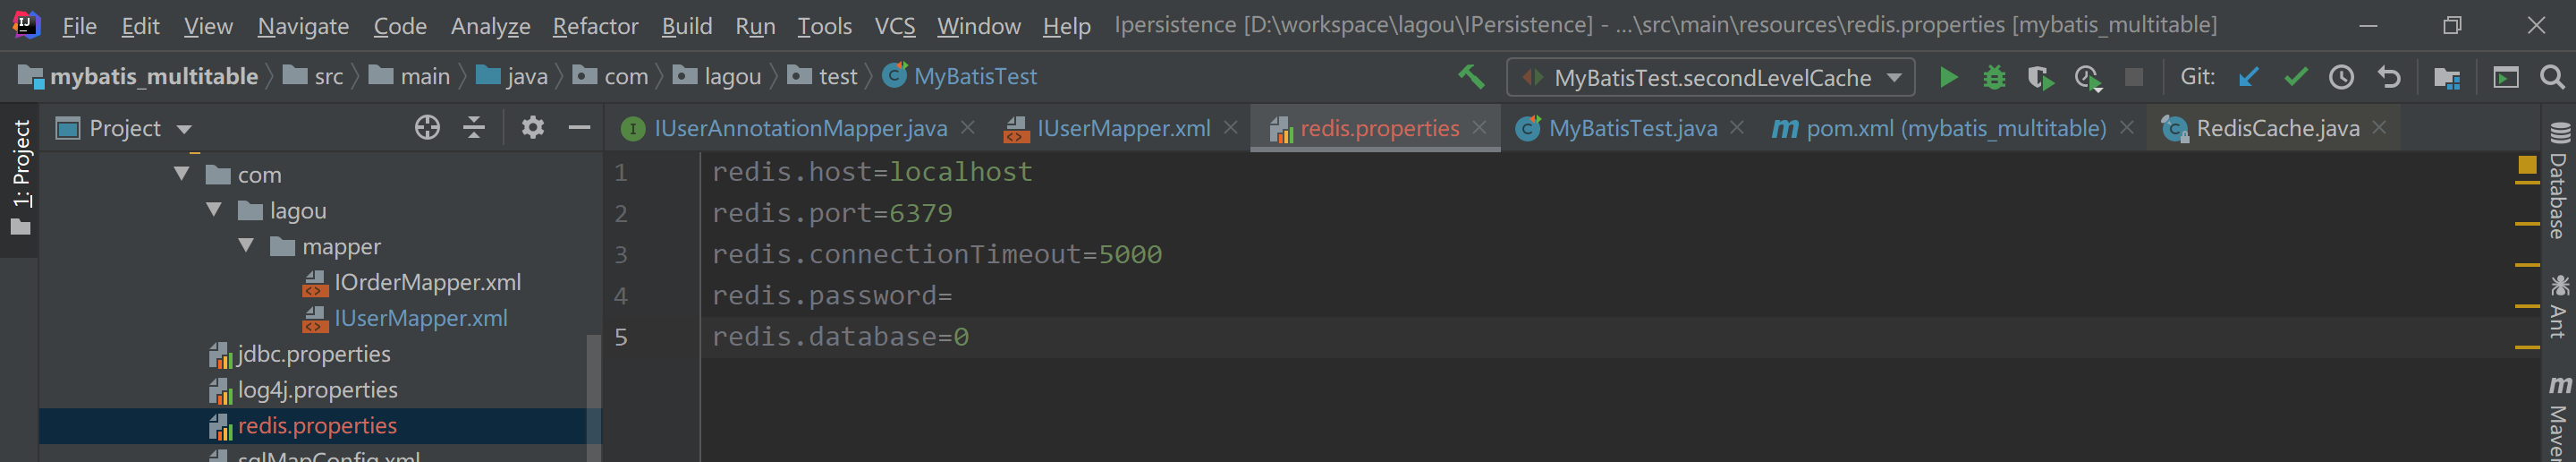 File Edit View Navigate Code Analyze Refactor Build Run Tools VCS Window Help Ipersistence [D:\workspace\lagou\IPersistence] - ...\src\main\resources\redis.properties [mybatis_multitable]
mybatis_multitable src main java com lagou test MyBatisTest MyBatisTest.secondLevelCache Git:
1: Project
Project
IUserAnnotationMapper.java IUserMapper.xml redis.properties MyBatisTest.java pom.xml (mybatis_multitable) RedisCache.java
com
lagou
mapper
IOrderMapper.xml
IUserMapper.xml
jdbc.properties
log4j.properties
redis.properties
sqlMapConfig.xml
1 redis.host=localhost
2 redis.port=6379
3 redis.connectionTimeout=5000
4 redis.password=
5 redis.database=0
Database
Ant
Maven